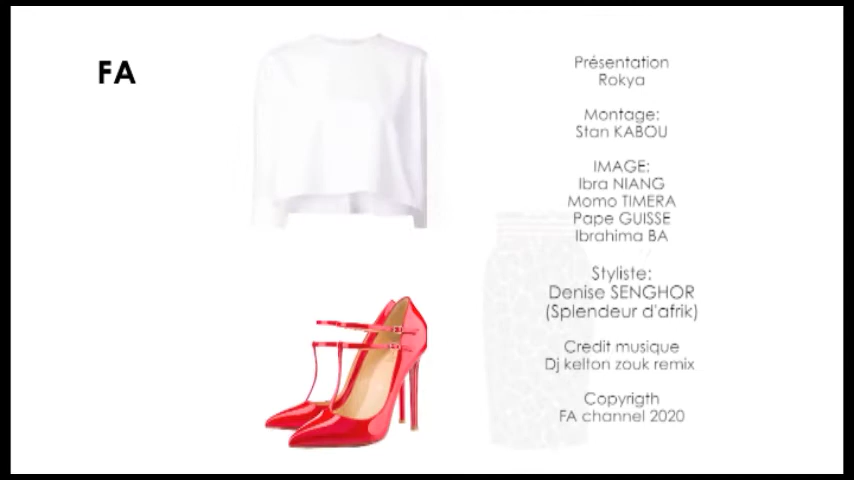 FA
Présentation
Rokya
Montage:
Stan KABOU
IMAGE:
Ibra NIANG
Momo TIMERA
Pape GUISSE
Ibrahima BA
Styliste:
Denise SENGHOR
(Splendeur d'afrik)
Credit musique
Dj kelton zouk remix
Copyrigth
FA channel 2020